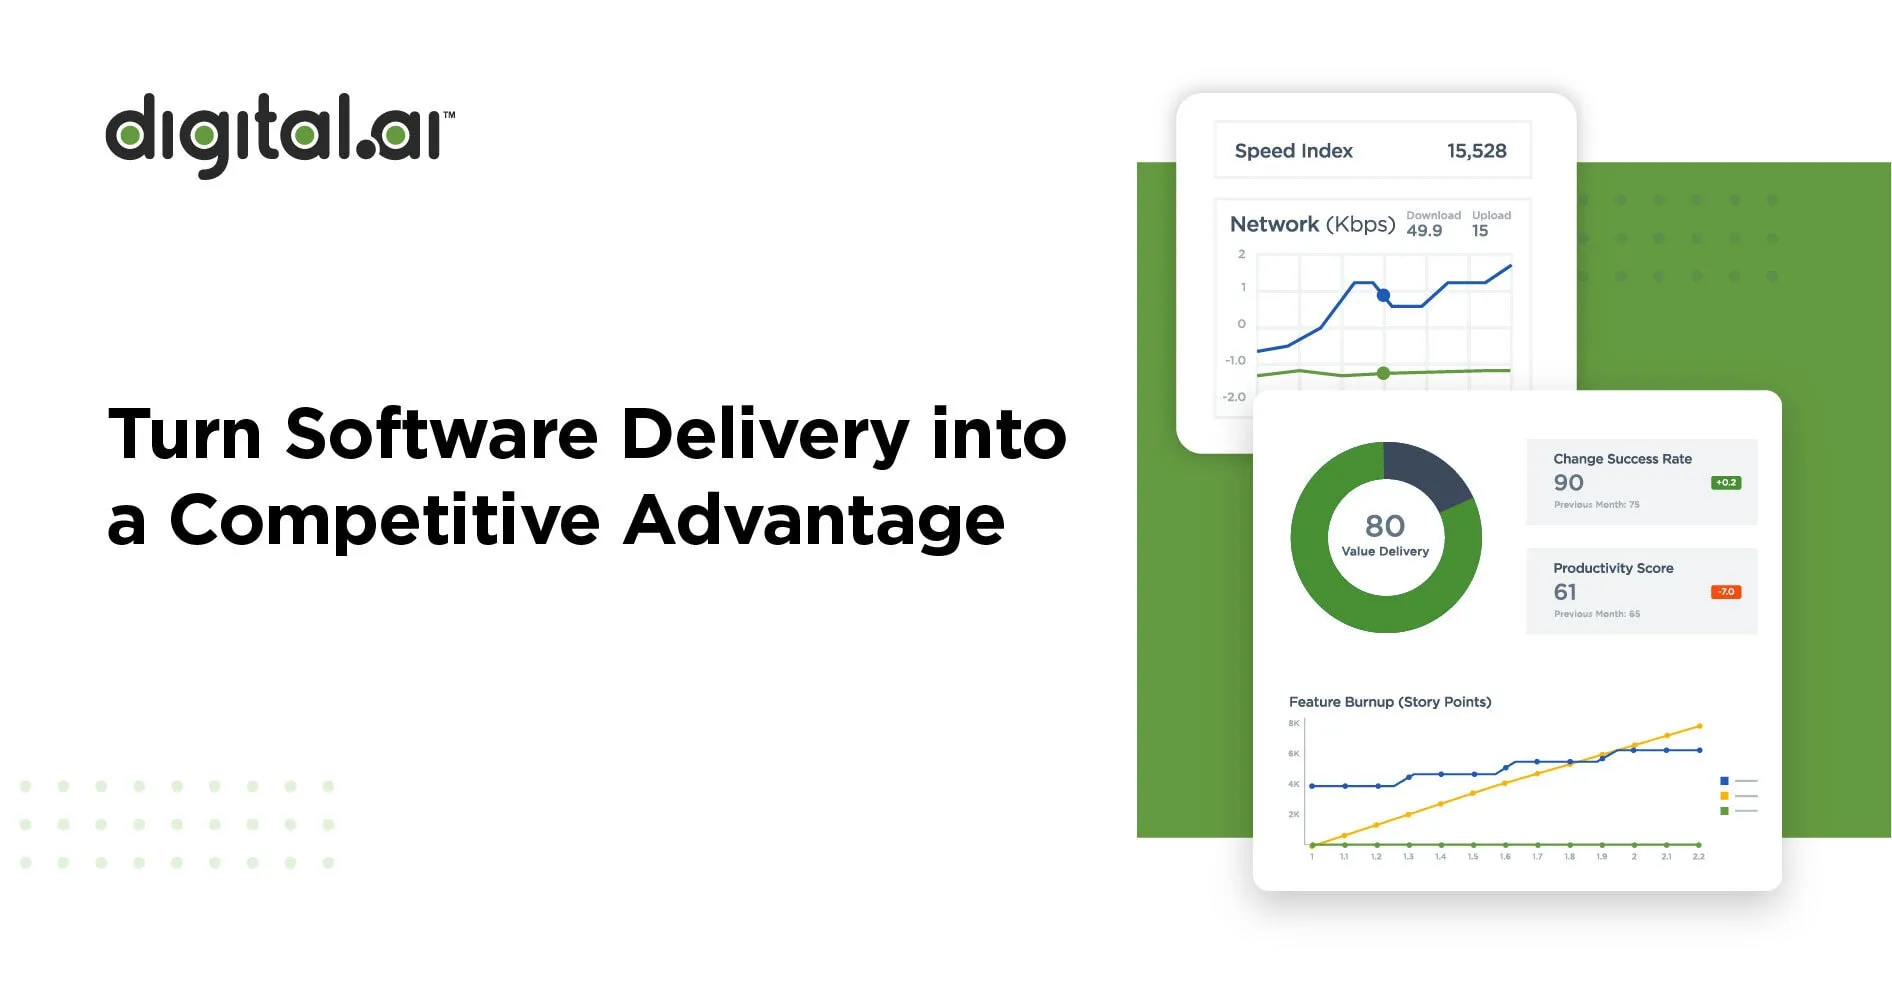 digital.ai™
Turn Software Delivery into
a Competitive Advantage
Speed Index 15,528
Network (Kbps) Download 49.9 Upload 15
2
1
0
-1.0
-2.0
80
Value Delivery
Change Success Rate
90 +0.2
Previous Month: 75
Productivity Score
61 -7.0
Previous Month: 65
Feature Burnup (Story Points)
8K
6K
4K
2K
1 1.1 1.2 1.3 1.4 1.5 1.6 1.7 1.8 1.9 2 2.1 2.2